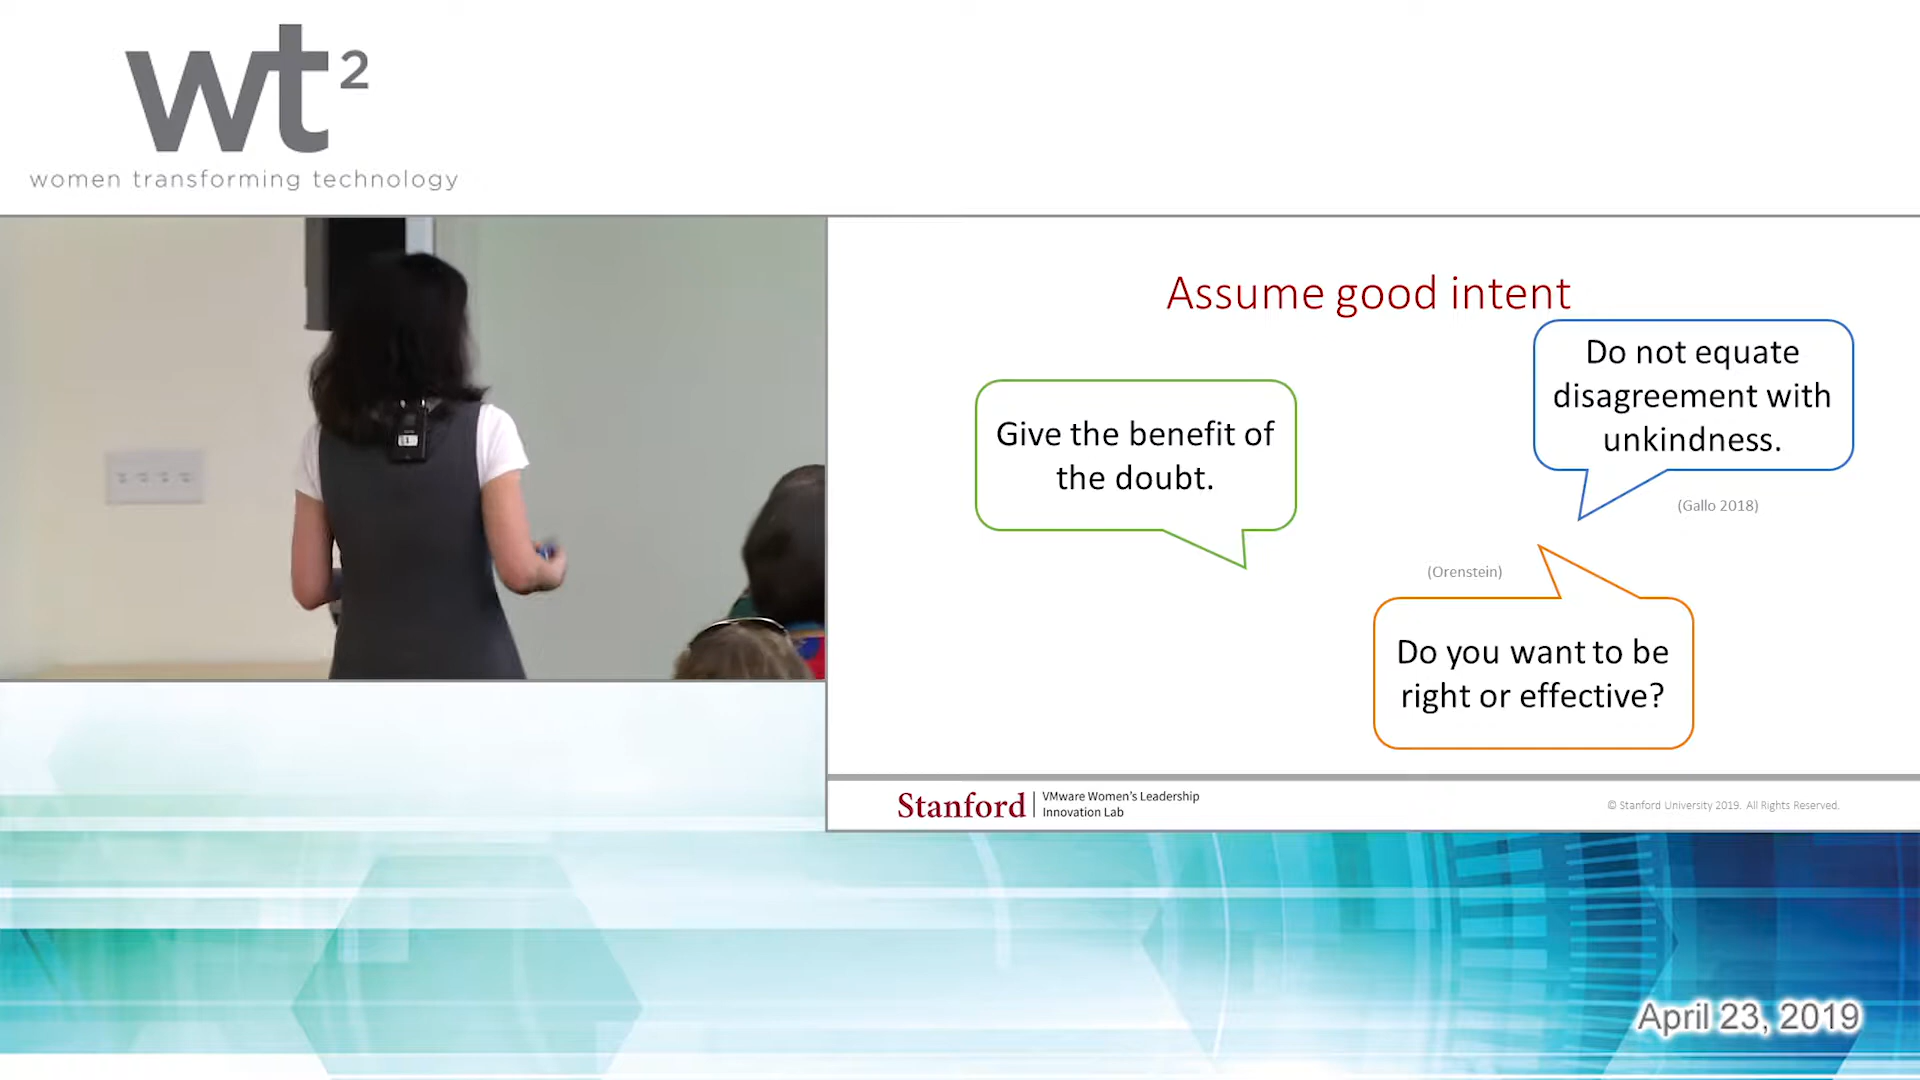 wt²
women transforming technology
Assume good intent
Give the benefit of
the doubt.
Do not equate
disagreement with
unkindness.
(Gallo 2018)
(Orenstein)
Do you want to be
right or effective?
Stanford
VMware Women's Leadership
Innovation Lab
© Stanford University 2019. All Rights Reserved.
April 23, 2019